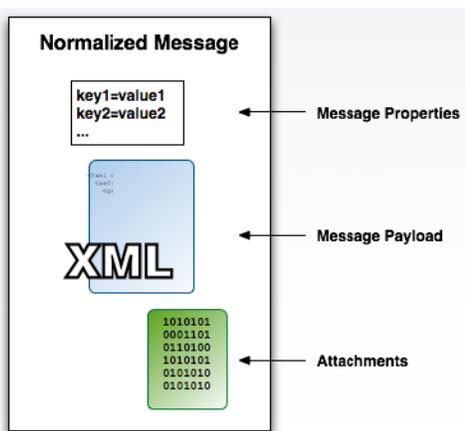 Normalized Message
key1=value1
key2=value2
...
Message Properties
XML
Message Payload
1010101
0001101
0110100
1010101
0101010
0101010
Attachments